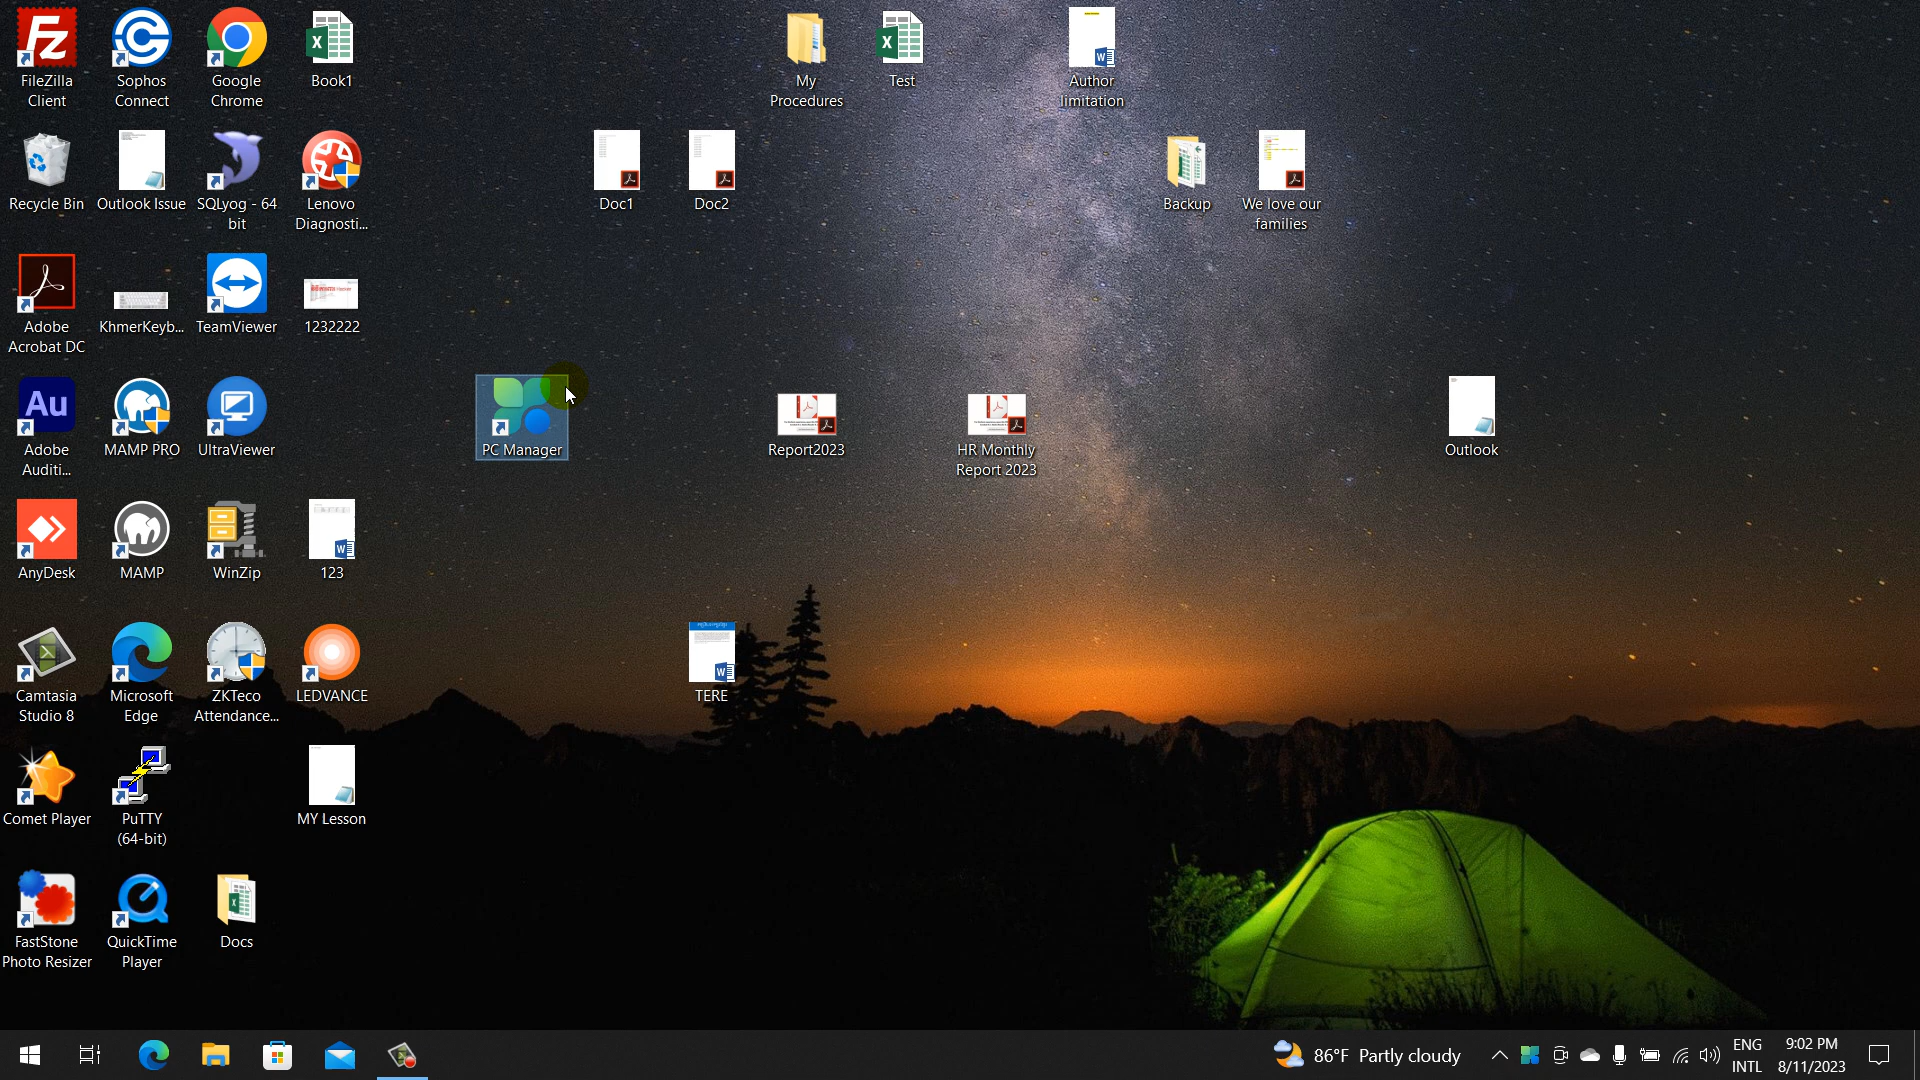 FileZilla
Client
Sophos
Connect
Google
Chrome
Book1
My
Procedures
Test
Author
limitation
Recycle Bin
Outlook Issue
SQLyog - 64
bit
Lenovo
Diagnosti...
Doc1
Doc2
Backup
We love our
families
Adobe
Acrobat DC
KhmerKeyb...
TeamViewer
1232222
Au
Adobe
Auditi...
MAMP PRO
UltraViewer
PC Manager
Report2023
HR Monthly
Report 2023
Outlook
AnyDesk
MAMP
WinZip
123
Camtasia
Studio 8
Microsoft
Edge
ZKTeco
Attendance...
LEDVANCE
TERE
Comet Player
PuTTY
(64-bit)
MY Lesson
FastStone
Photo Resizer
QuickTime
Player
Docs
86°F Partly cloudy
ENG
INTL
9:02 PM
8/11/2023